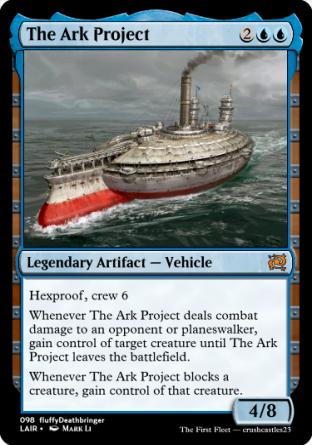 The Ark Project 2
Legendary Artifact — Vehicle
Hexproof, crew 6
Whenever The Ark Project deals combat
damage to an opponent or planeswalker,
gain control of target creature until The Ark
Project leaves the battlefield.
Whenever The Ark Project blocks a
creature, gain control of that creature.
4/8
098 fluffyDeathbringer
LAIR • Mark Li
The First Fleet — crushcastles23